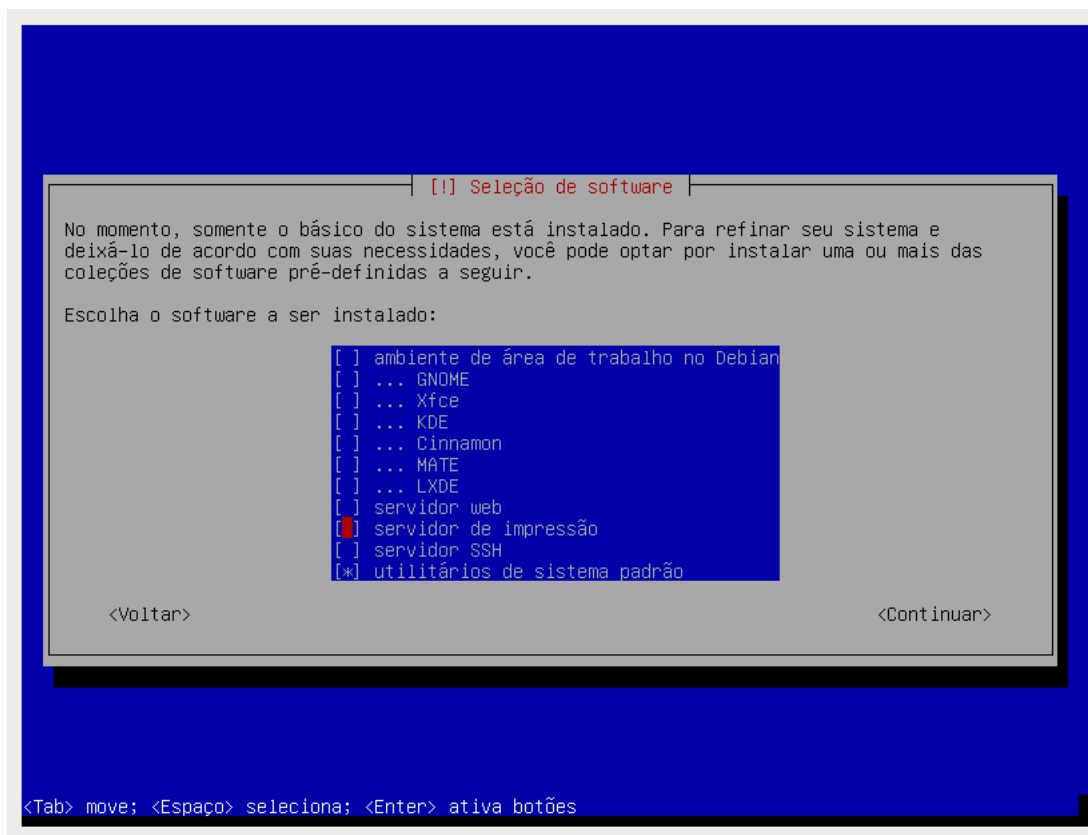 [!] Seleção de software
No momento, somente o básico do sistema está instalado. Para refinar seu sistema e
deixá-lo de acordo com suas necessidades, você pode optar por instalar uma ou mais das
coleções de software pré-definidas a seguir.
Escolha o software a ser instalado:
[ ] ambiente de área de trabalho no Debian
[ ] ... GNOME
[ ] ... Xfce
[ ] ... KDE
[ ] ... Cinnamon
[ ] ... MATE
[ ] ... LXDE
[ ] servidor web
[ ] servidor de impressão
[ ] servidor SSH
[*] utilitários de sistema padrão
<Voltar> <Continuar>
<Tab> move; <Espaço> seleciona; <Enter> ativa botões